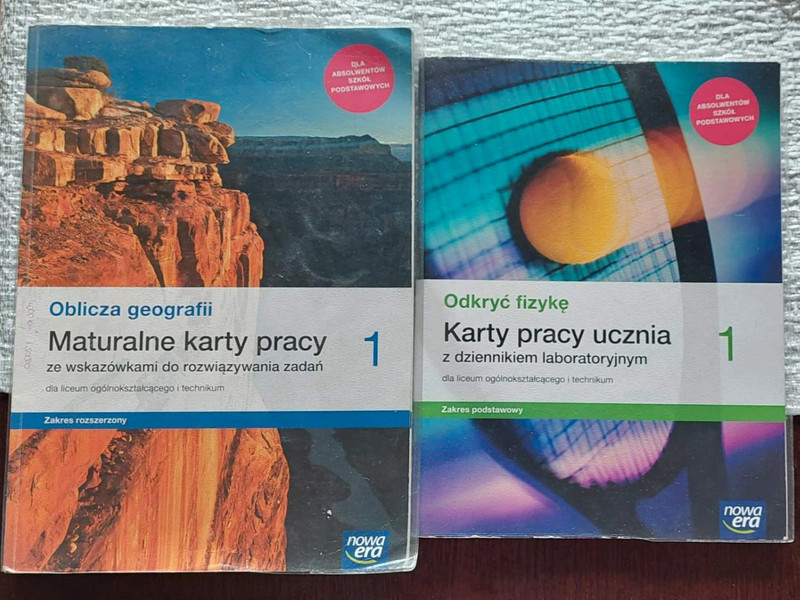 DLA
ABSOLWENTÓW
SZKÓŁ
PODSTAWOWYCH
Oblicza geografii
Maturalne karty pracy 1
ze wskazówkami do rozwiązywania zadań
dla liceum ogólnokształcącego i technikum
Zakres rozszerzony
nowa
era
DLA
ABSOLWENTÓW
SZKÓŁ
PODSTAWOWYCH
Odkryć fizykę
Karty pracy ucznia 1
z dziennikiem laboratoryjnym
dla liceum ogólnokształcącego i technikum
Zakres podstawowy
nowa
era